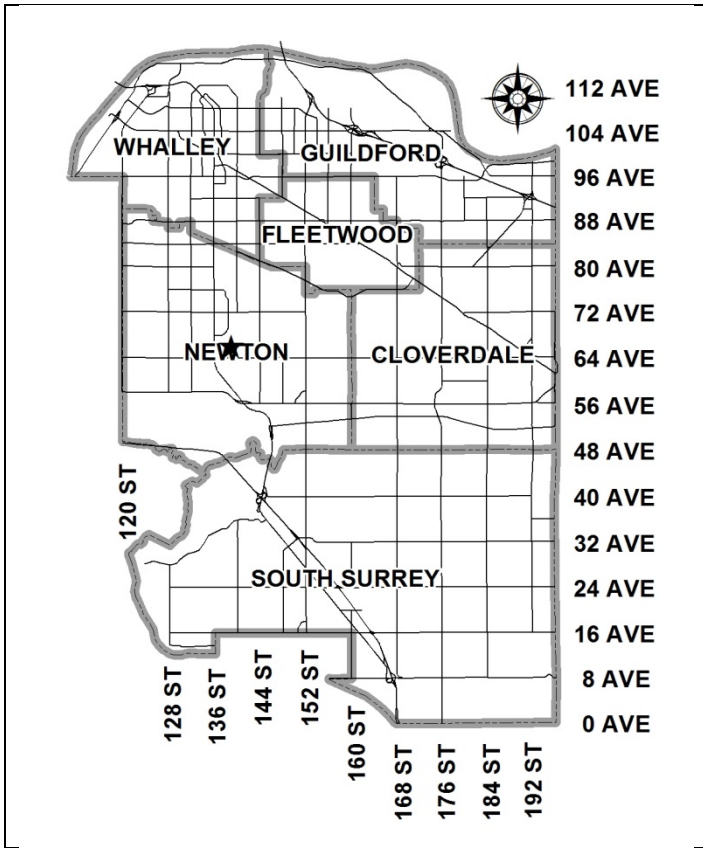 112 AVE
104 AVE
WHALLEY
GUILDFORD
96 AVE
88 AVE
FLEETWOOD
80 AVE
72 AVE
NEWTON
CLOVERDALE
64 AVE
56 AVE
48 AVE
120 ST
40 AVE
32 AVE
SOUTH SURREY
24 AVE
16 AVE
8 AVE
0 AVE
128 ST
136 ST
144 ST
152 ST
160 ST
168 ST
176 ST
184 ST
192 ST